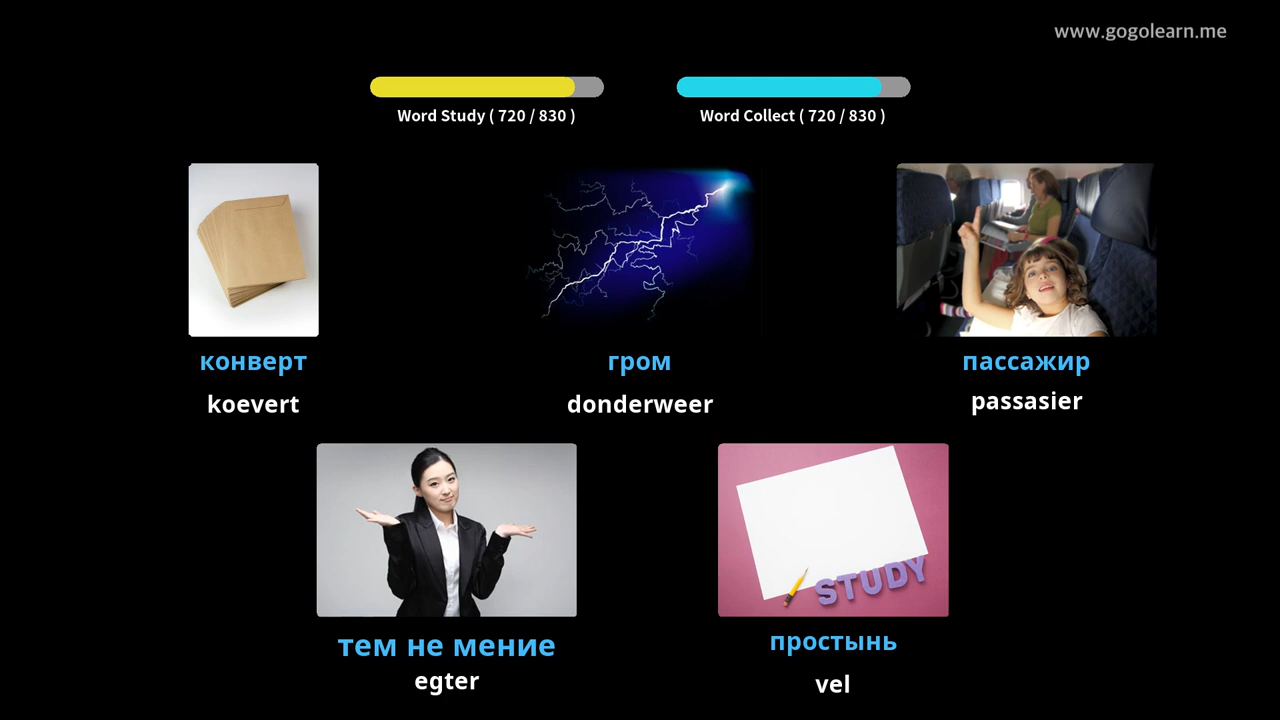 www.gogolearn.me
Word Study ( 720 / 830 )
Word Collect ( 720 / 830 )
конверт
гром
пассажир
koevert
donderweer
passasier
STUDY
тем не мение
простынь
egter
vel